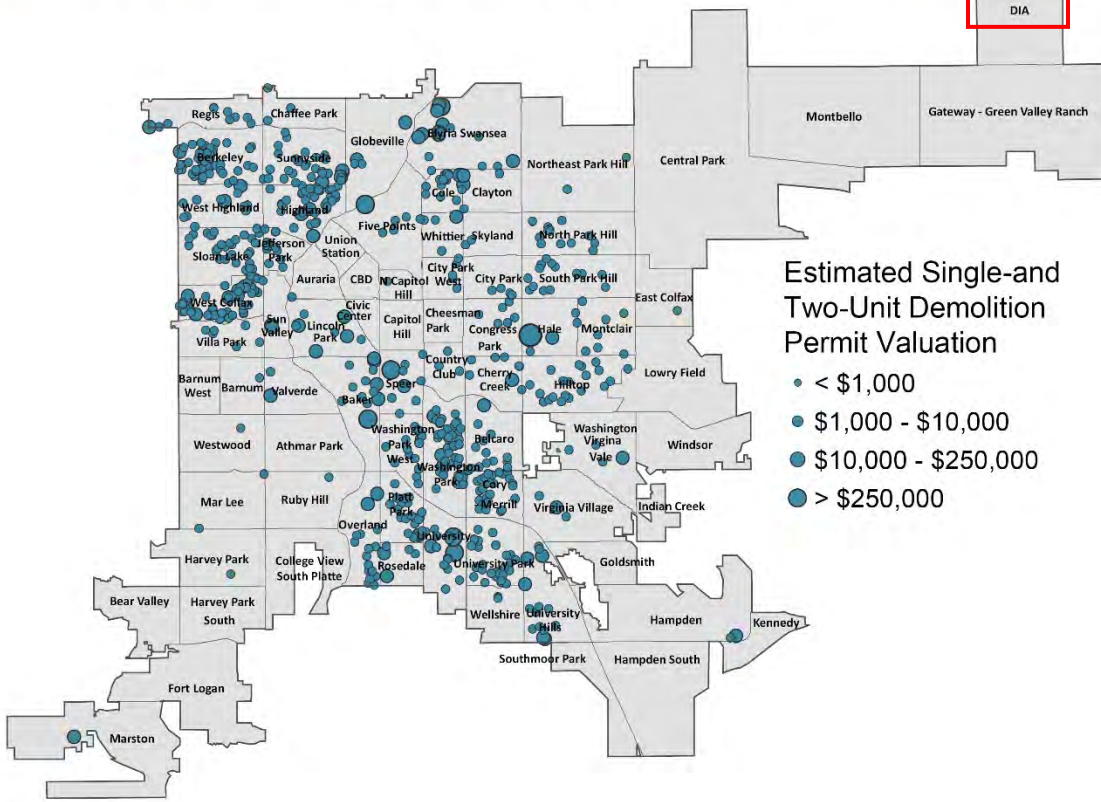 DIA
Regis
Chaffee Park
Globeville
Elyria Swansea
Montbello
Gateway - Green Valley Ranch
Berkeley
Sunnyside
Northeast Park Hill
Central Park
Cole
Clayton
West Highland
Highland
Five Points
Whittier
Skyland
North Park Hill
Sloan Lake
Jefferson
Park
Union
Station
Auraria
CBD
N Capitol
Hill
City Park
West
City Park
South Park Hill
East Colfax
West Colfax
Sun
Valley
Lincoln
Park
Civic
Center
Capitol
Hill
Cheesman
Park
Congress
Park
Hale
Montclair
Villa Park
Country
Club
Cherry
Creek
Hilltop
Lowry Field
Barnum
West
Barnum
Valverde
Baker
Speer
Westwood
Athmar Park
Washington
Park
West
Washington
Park
Belcaro
Washington
Virgina
Vale
Windsor
Mar Lee
Ruby Hill
Platt
Park
Cory
Merrill
Virginia Village
Indian Creek
Overland
University
Harvey Park
College View
South Platte
Rosedale
University Park
Goldsmith
Bear Valley
Harvey Park
South
Wellshire
University
Hills
Hampden
Kennedy
Southmoor Park
Hampden South
Fort Logan
Marston
Estimated Single-and
Two-Unit Demolition
Permit Valuation
< $1,000
$1,000 - $10,000
$10,000 - $250,000
> $250,000